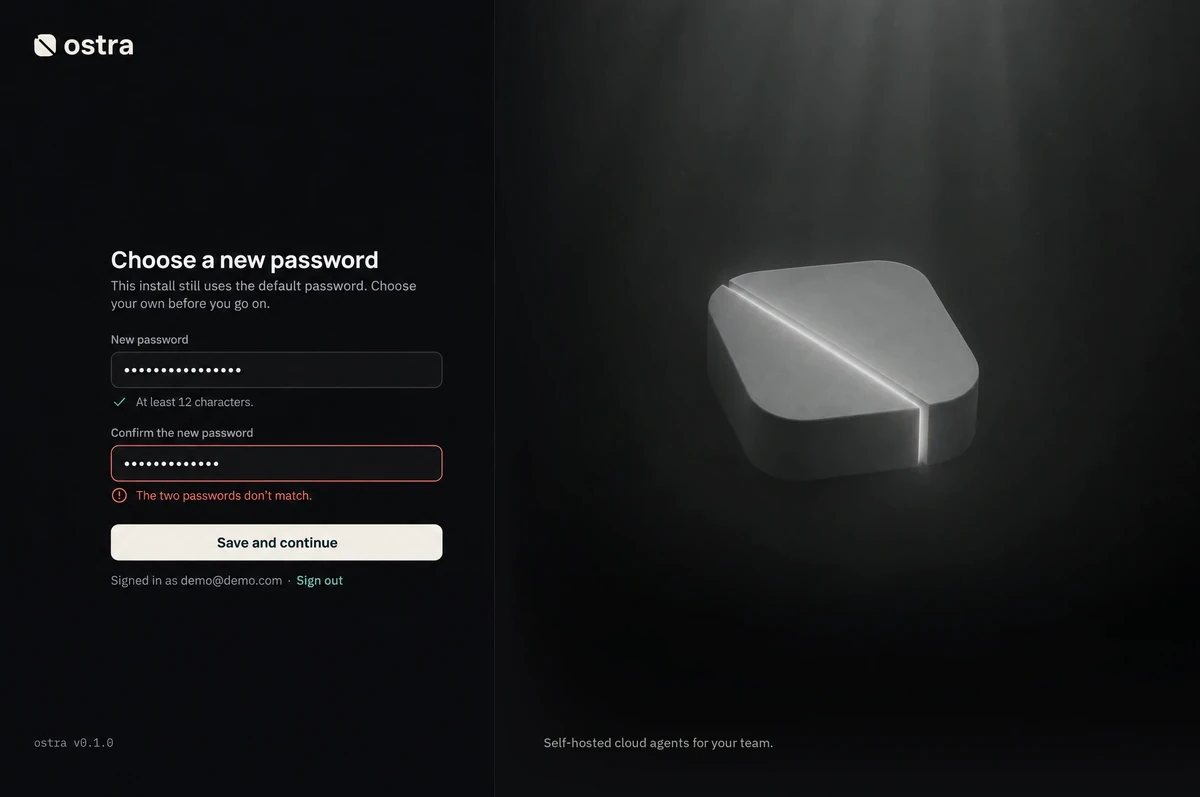 ostra
Choose a new password
This install still uses the default password. Choose
your own before you go on.
New password
••••••••••••••••
At least 12 characters.
Confirm the new password
•••••••••••••
The two passwords don’t match.
Save and continue
Signed in as demo@demo.com · Sign out
ostra v0.1.0
Self-hosted cloud agents for your team.